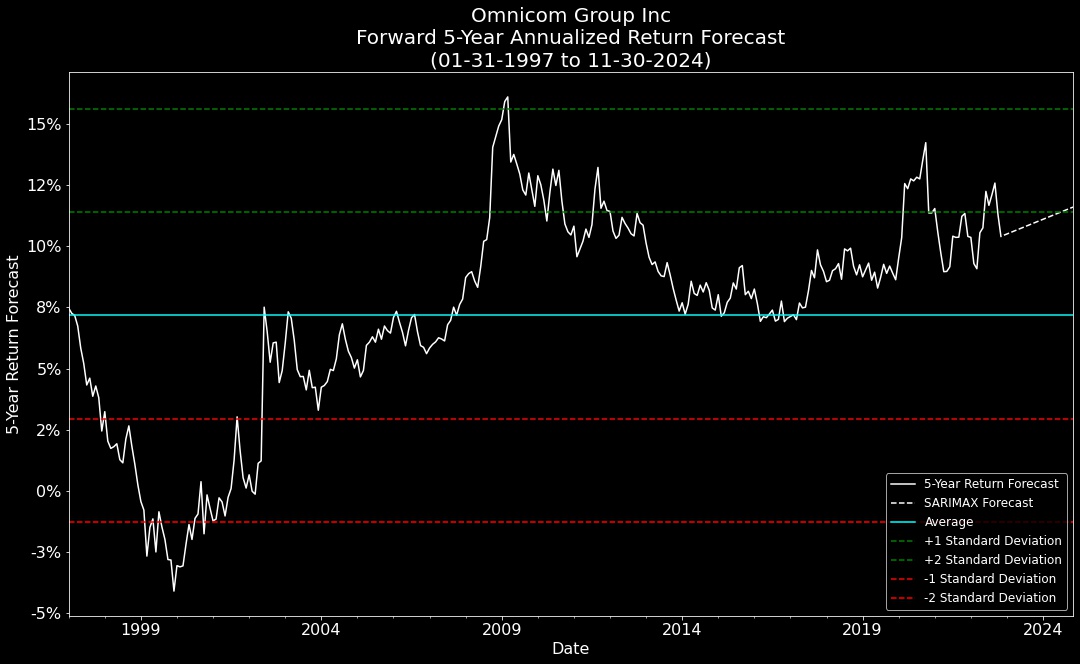 Omnicom Group Inc
Forward 5-Year Annualized Return Forecast
(01-31-1997 to 11-30-2024)
5-Year Return Forecast
15%
12%
10%
8%
5%
2%
0%
-3%
-5%
1999
2004
2009
2014
2019
2024
Date
5-Year Return Forecast
SARIMAX Forecast
Average
+1 Standard Deviation
+2 Standard Deviation
-1 Standard Deviation
-2 Standard Deviation